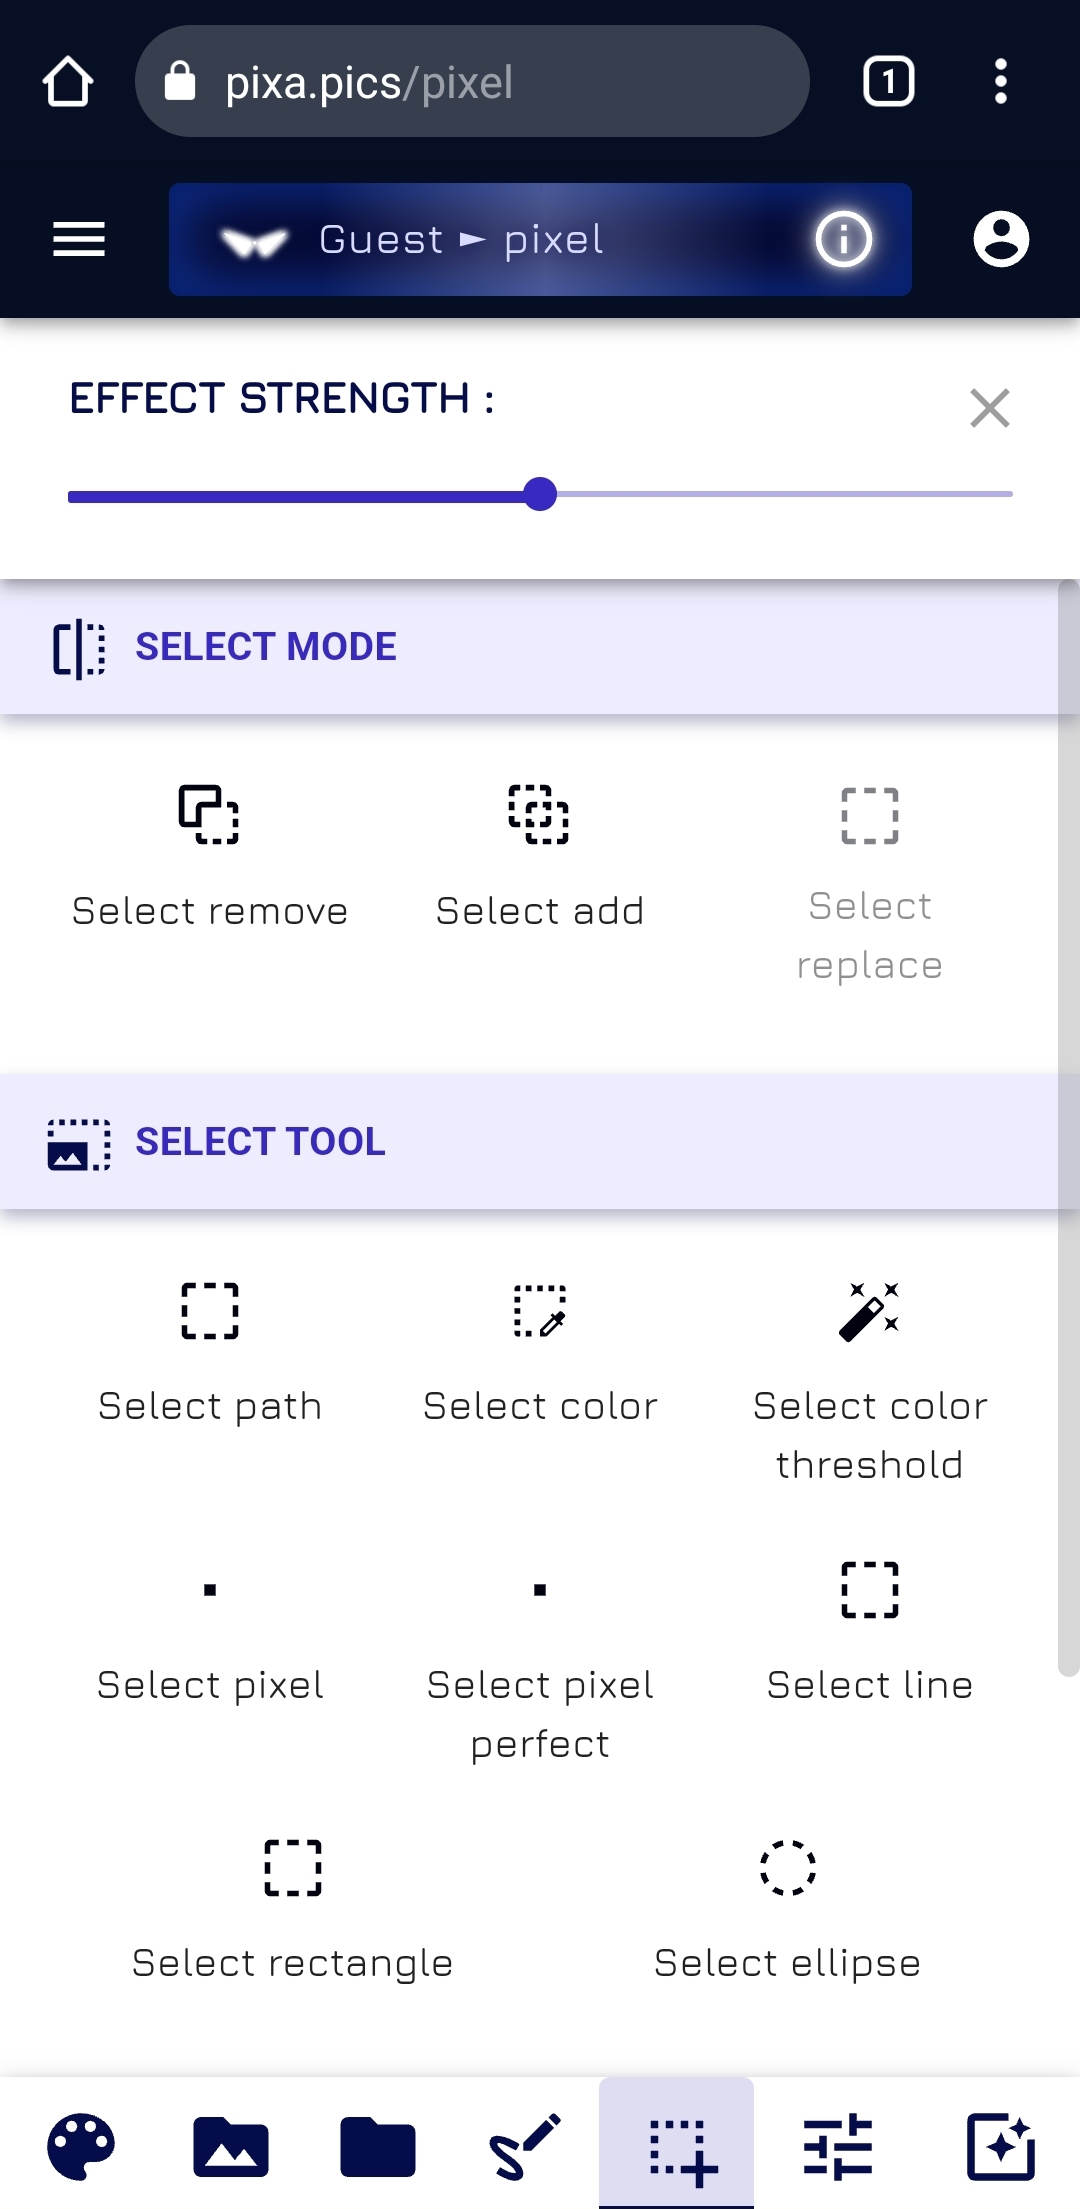 pixa.pics/pixel
1
Guest ► pixel
EFFECT STRENGTH :
SELECT MODE
Select remove
Select add
Select
replace
SELECT TOOL
Select path
Select color
Select color
threshold
Select pixel
Select pixel
perfect
Select line
Select rectangle
Select ellipse